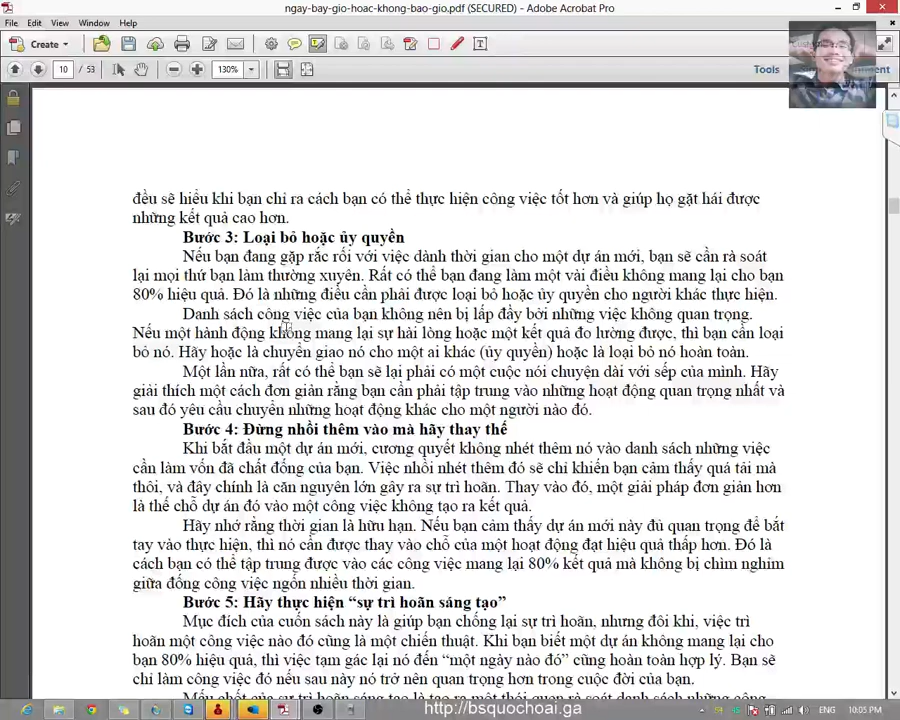 ngay-bay-gio-hoac-khong-bao-gio.pdf (SECURED) - Adobe Acrobat Pro
File Edit View Window Help
Create
10 / 53 130% Tools
đều sẽ hiểu khi bạn chỉ ra cách bạn có thể thực hiện công việc tốt hơn và giúp họ gặt hái được
những kết quả cao hơn.
Bước 3: Loại bỏ hoặc ủy quyền
Nếu bạn đang gặp rắc rối với việc dành thời gian cho một dự án mới, bạn sẽ cần rà soát
lại mọi thứ bạn làm thường xuyên. Rất có thể bạn đang làm một vài điều không mang lại cho bạn
80% hiệu quả. Đó là những điều cần phải được loại bỏ hoặc ủy quyền cho người khác thực hiện.
Danh sách công việc của bạn không nên bị lấp đầy bởi những việc không quan trọng.
Nếu một hành động không mang lại sự hài lòng hoặc một kết quả đo lường được, thì bạn cần loại
bỏ nó. Hãy hoặc là chuyển giao nó cho một ai khác (ủy quyền) hoặc là loại bỏ nó hoàn toàn.
Một lần nữa, rất có thể bạn sẽ lại phải có một cuộc nói chuyện dài với sếp của mình. Hãy
giải thích một cách đơn giản rằng bạn cần phải tập trung vào những hoạt động quan trọng nhất và
sau đó yêu cầu chuyển những hoạt động khác cho một người nào đó.
Bước 4: Đừng nhồi thêm vào mà hãy thay thế
Khi bắt đầu một dự án mới, cương quyết không nhét thêm nó vào danh sách những việc
cần làm vốn đã chất đống của bạn. Việc nhồi nhét thêm đó sẽ chỉ khiến bạn cảm thấy quá tải mà
thôi, và đây chính là căn nguyên lớn gây ra sự trì hoãn. Thay vào đó, một giải pháp đơn giản hơn
là thế chỗ dự án đó vào một công việc không tạo ra kết quả.
Hãy nhớ rằng thời gian là hữu hạn. Nếu bạn cảm thấy dự án mới này đủ quan trọng để bắt
tay vào thực hiện, thì nó cần được thay vào chỗ của một hoạt động đạt hiệu quả thấp hơn. Đó là
cách bạn có thể tập trung được vào các công việc mang lại 80% kết quả mà không bị chìm nghỉm
giữa đống công việc ngốn nhiều thời gian.
Bước 5: Hãy thực hiện “sự trì hoãn sáng tạo”
Mục đích của cuốn sách này là giúp bạn chống lại sự trì hoãn, nhưng đôi khi, việc trì
hoãn một công việc nào đó cũng là một chiến thuật. Khi bạn biết một dự án không mang lại cho
bạn 80% hiệu quả, thì việc tạm gác lại nó đến “một ngày nào đó” cũng hoàn toàn hợp lý. Bạn sẽ
chỉ làm công việc đó nếu sau này nó trở nên quan trọng hơn trong cuộc đời của bạn.
Mấu chốt của sự trì hoãn sáng tạo là tạo ra một thói quen rà soát danh sách những công
http://bsquochoai.ga
ENG 10:05 PM